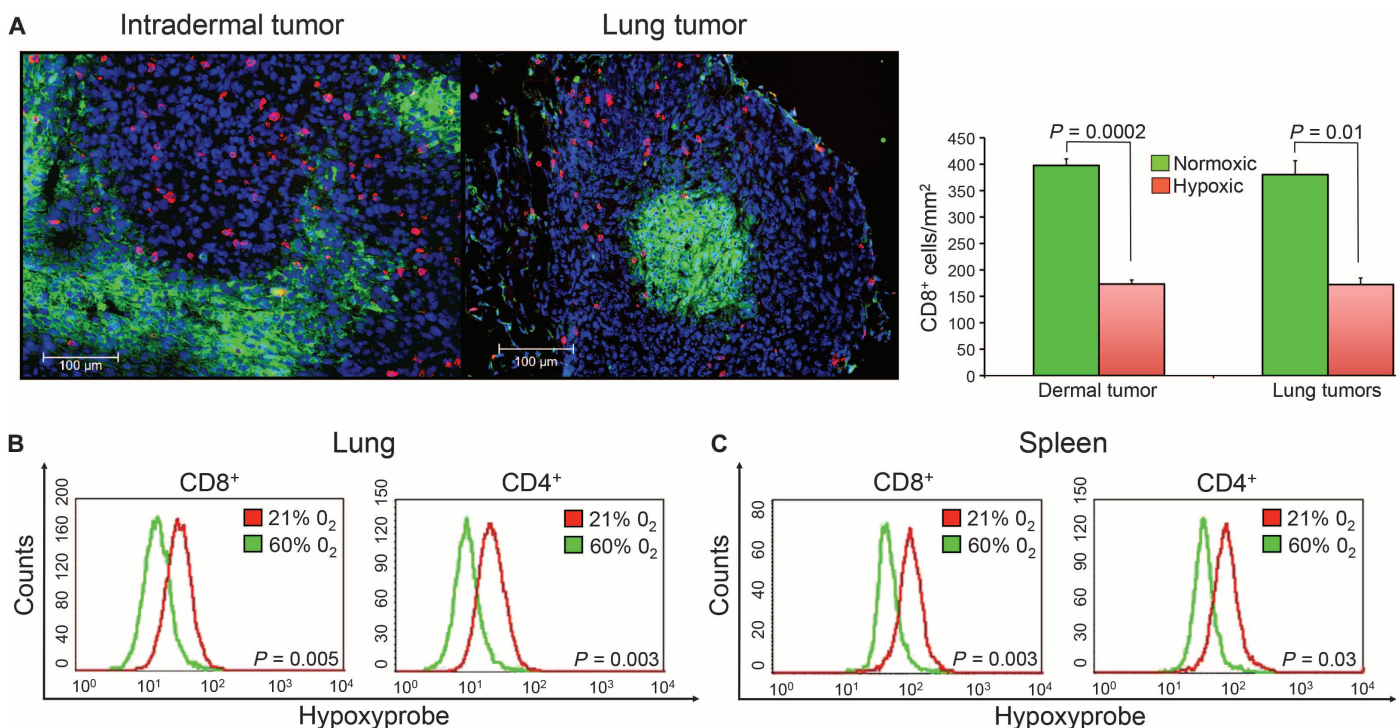 A
Intradermal tumor
Lung tumor
100 μm
100 μm
CD8⁺ cells/mm²
450
400
350
300
250
200
150
100
50
0
P = 0.0002
P = 0.01
Normoxic
Hypoxic
Dermal tumor
Lung tumors
B
Lung
CD8⁺
Counts
200
160
120
80
40
0
21% 0₂
60% 0₂
P = 0.005
10⁰ 10¹ 10² 10³ 10⁴
CD4⁺
150
120
90
60
30
0
21% 0₂
60% 0₂
P = 0.003
10⁰ 10¹ 10² 10³ 10⁴
Hypoxyprobe
C
Spleen
CD8⁺
Counts
80
60
40
20
0
21% 0₂
60% 0₂
P = 0.003
10⁰ 10¹ 10² 10³ 10⁴
CD4⁺
150
120
90
60
30
0
21% 0₂
60% 0₂
P = 0.03
10⁰ 10¹ 10² 10³ 10⁴
Hypoxyprobe